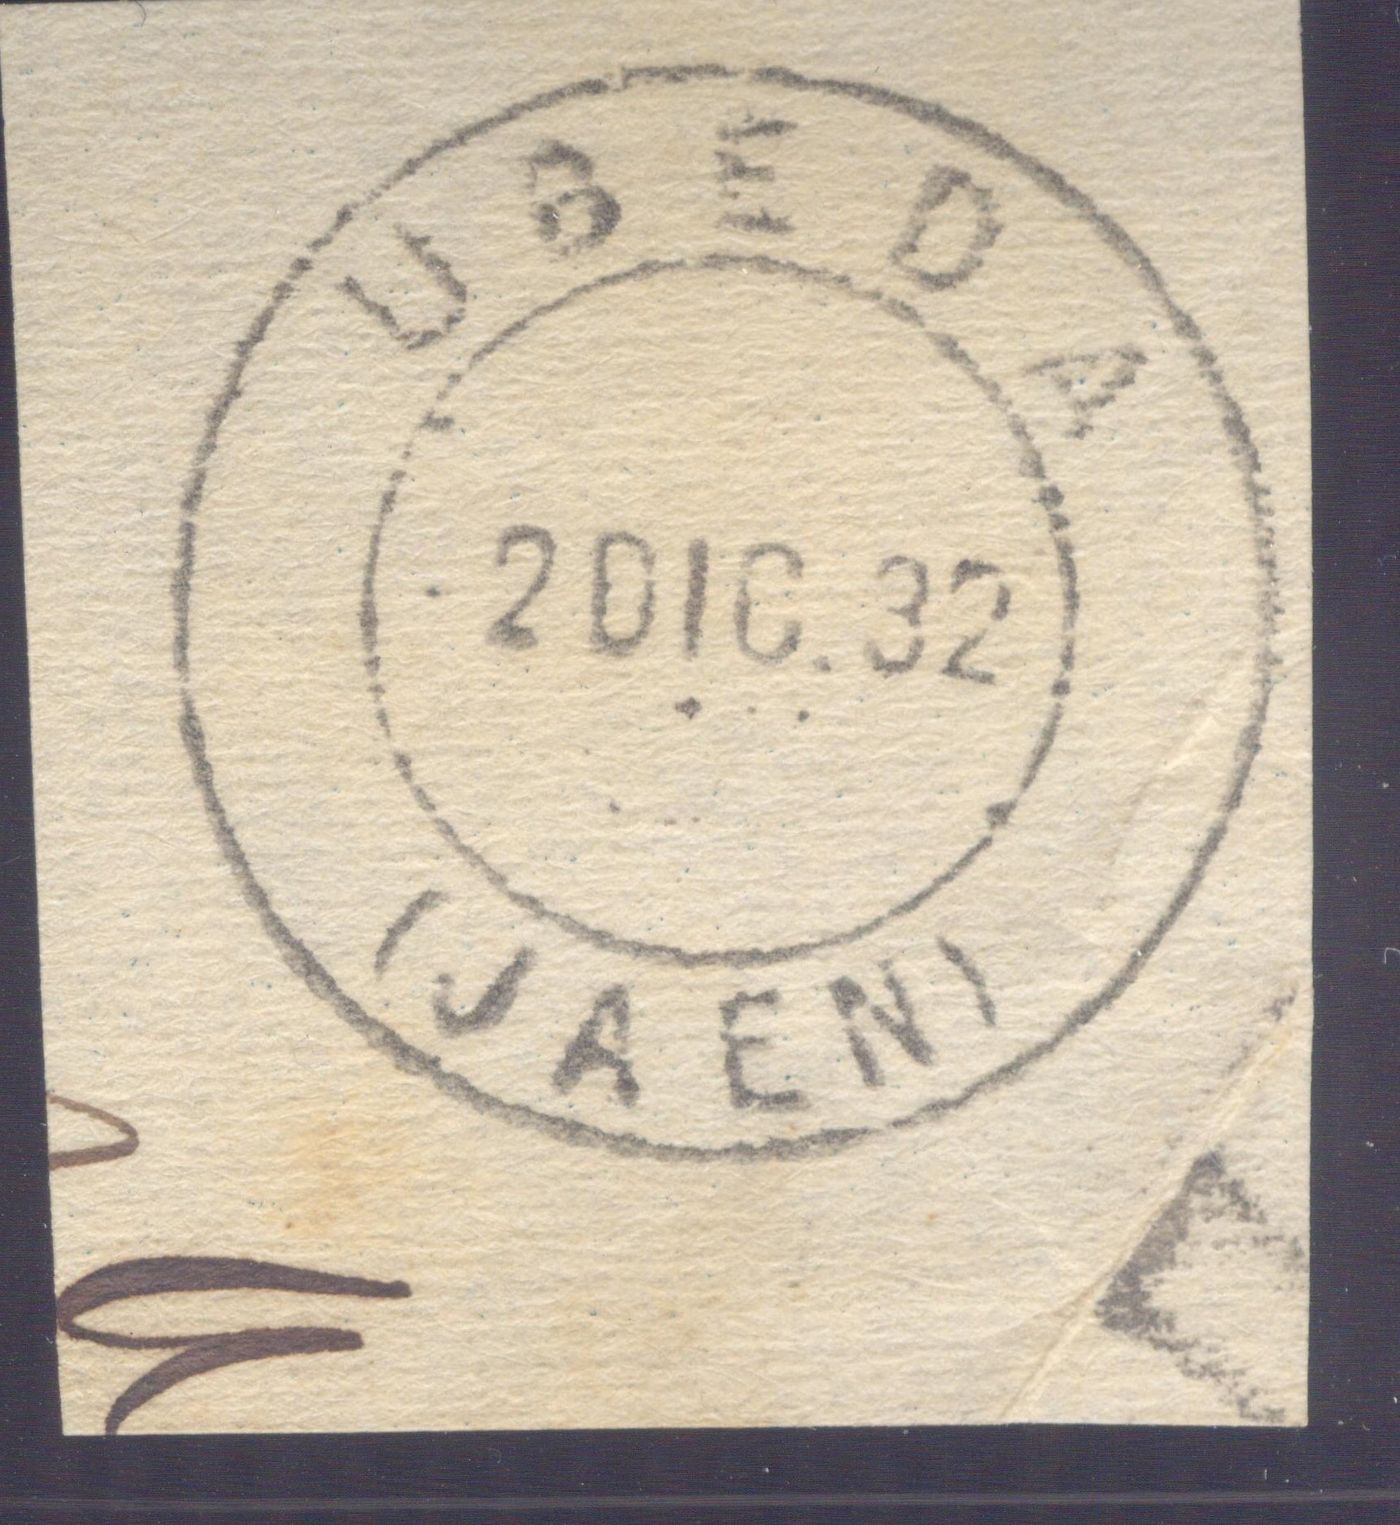 UBEDA
2 DIC. 32
(JAEN)